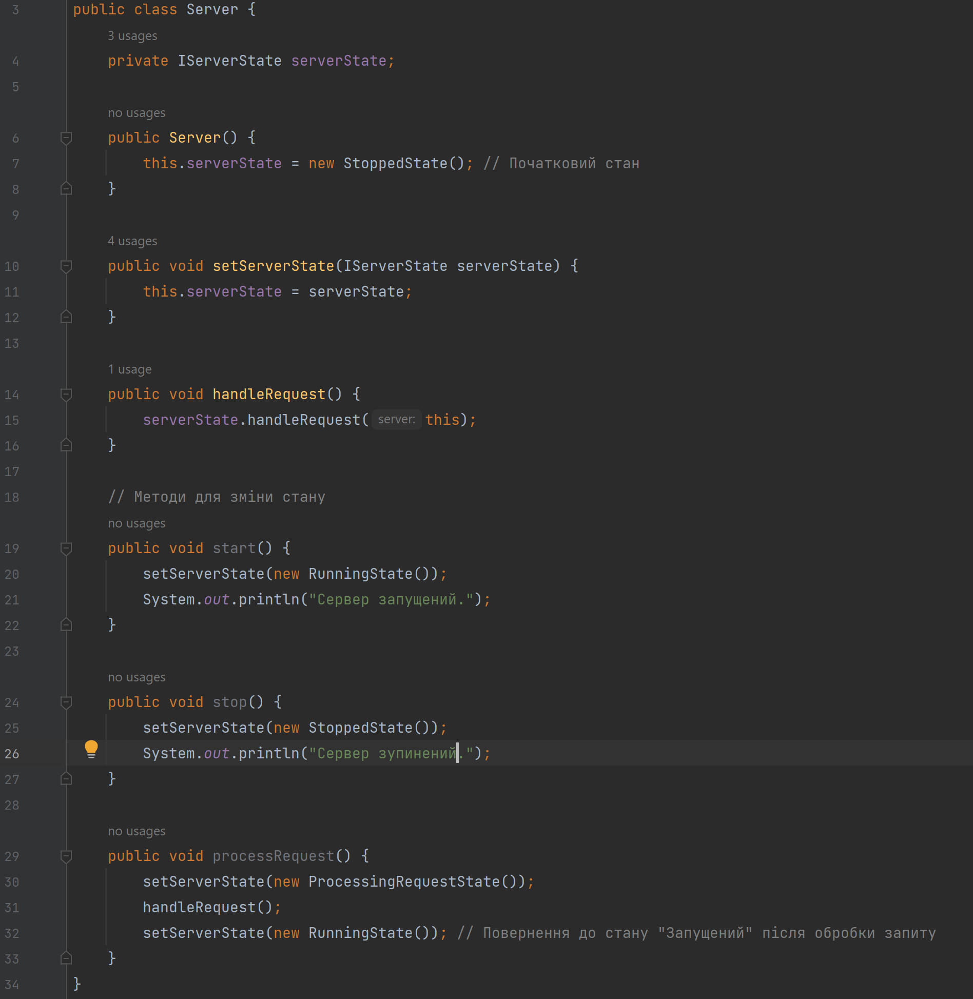 3 public class Server {
3 usages
4 private IServerState serverState;
5
no usages
6 public Server() {
7 this.serverState = new StoppedState(); // Початковий стан
8 }
9
4 usages
10 public void setServerState(IServerState serverState) {
11 this.serverState = serverState;
12 }
13
1 usage
14 public void handleRequest() {
15 serverState.handleRequest( server: this);
16 }
17
18 // Методи для зміни стану
no usages
19 public void start() {
20 setServerState(new RunningState());
21 System.out.println("Сервер запущений.");
22 }
23
no usages
24 public void stop() {
25 setServerState(new StoppedState());
26 System.out.println("Сервер зупинений.");
27 }
28
no usages
29 public void processRequest() {
30 setServerState(new ProcessingRequestState());
31 handleRequest();
32 setServerState(new RunningState()); // Повернення до стану "Запущений" після обробки запиту
33 }
34 }